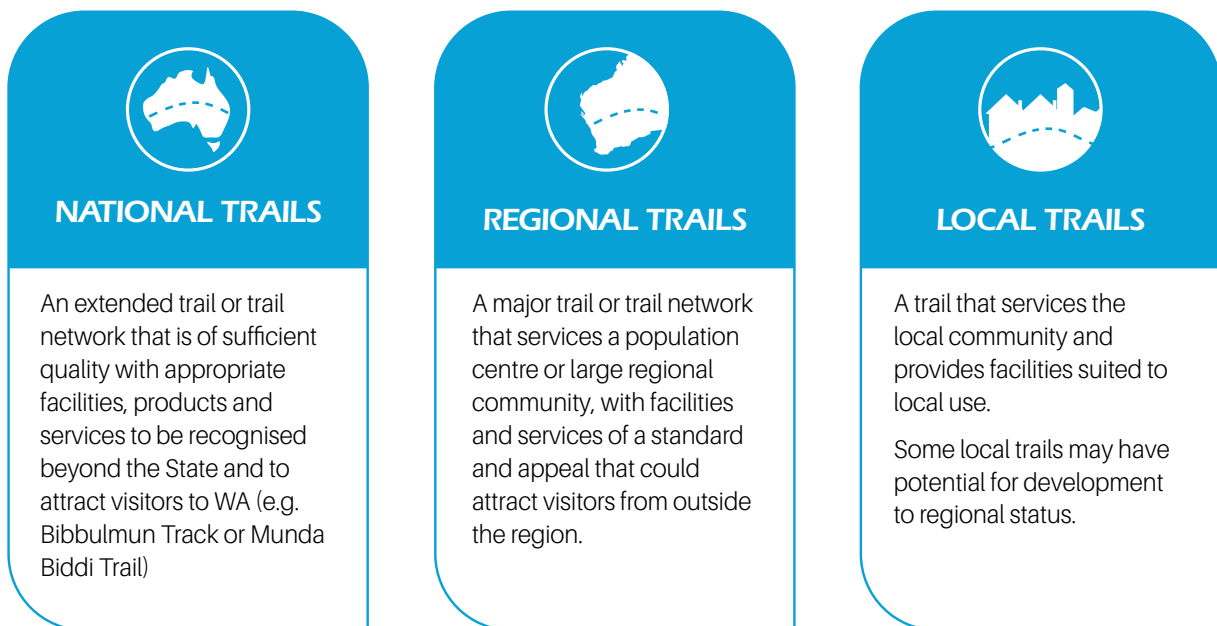 NATIONAL TRAILS
An extended trail or trail
network that is of sufficient
quality with appropriate
facilities, products and
services to be recognised
beyond the State and to
attract visitors to WA (e.g.
Bibbulmun Track or Munda
Biddi Trail)
REGIONAL TRAILS
A major trail or trail network
that services a population
centre or large regional
community, with facilities
and services of a standard
and appeal that could
attract visitors from outside
the region.
LOCAL TRAILS
A trail that services the
local community and
provides facilities suited to
local use.
Some local trails may have
potential for development
to regional status.